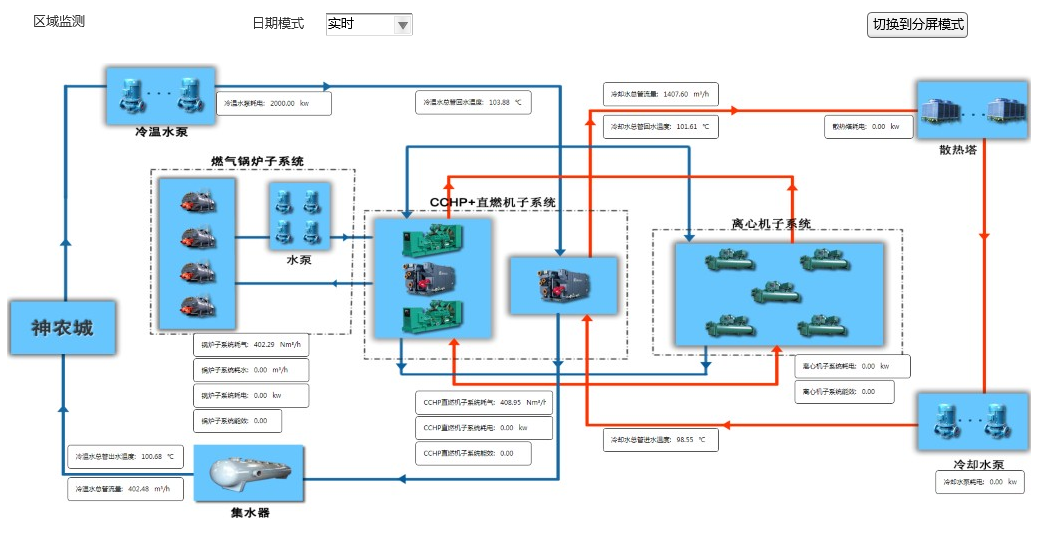 区域监测
日期模式
实时
切换到分屏模式
冷温水泵
冷温水泵耗电: 2000.00 kw
冷温水总管回水温度: 103.88 ℃
冷却水总管流量: 1407.60 m³/h
冷却水总管回水温度: 101.61 ℃
散热塔耗电: 0.00 kw
散热塔
燃气锅炉子系统
水泵
CCHP+直燃机子系统
离心机子系统
神农城
锅炉子系统耗气: 402.29 Nm³/h
锅炉子系统耗水: 0.00 m³/h
锅炉子系统耗电: 0.00 kw
锅炉子系统能效: 0.00
CCHP直燃机子系统耗气: 408.95 Nm³/h
CCHP直燃机子系统耗电: 0.00 kw
CCHP直燃机子系统能效: 0.00
离心机子系统耗电: 0.00 kw
离心机子系统能效: 0.00
冷却水总管进水温度: 98.55 ℃
冷却水泵
冷却水泵耗电: 0.00 kw
冷温水总管出水温度: 100.68 ℃
冷温水总管流量: 402.48 m³/h
集水器